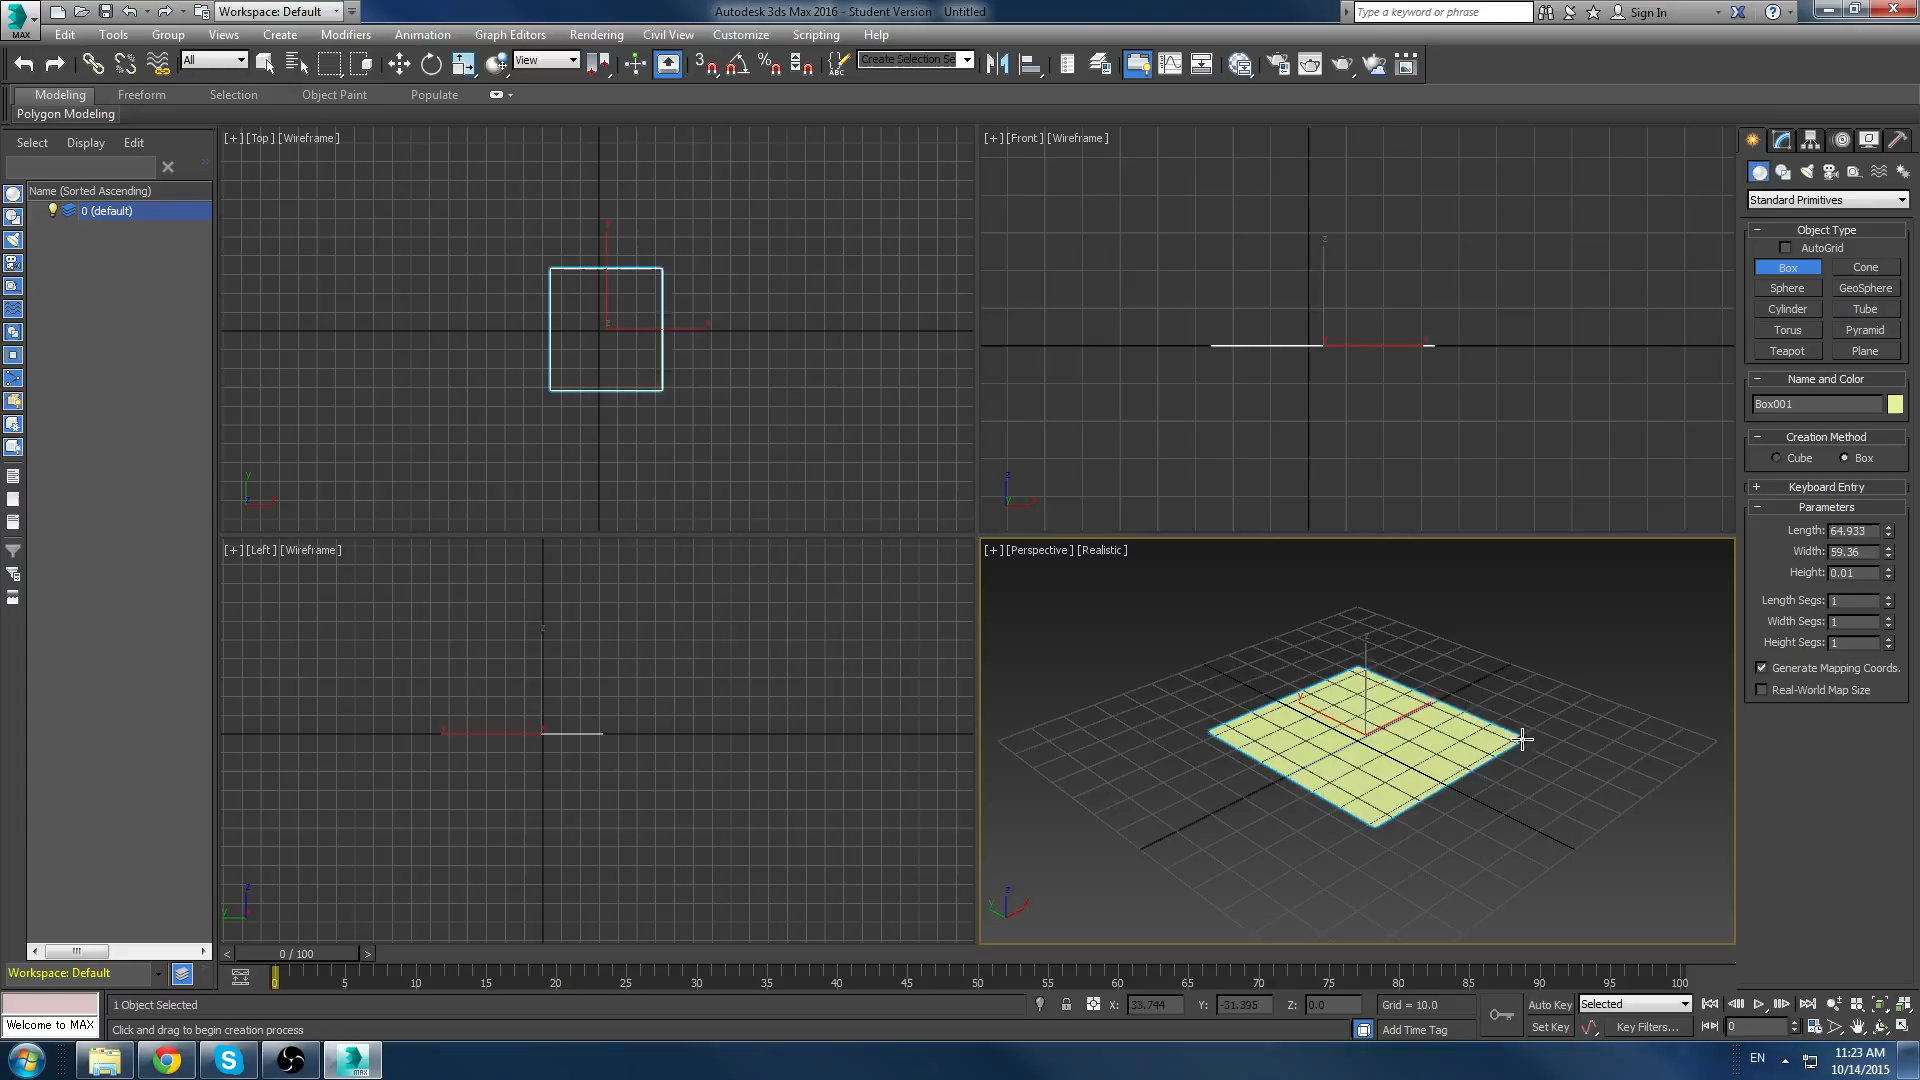 Workspace: Default
Autodesk 3ds Max 2016 - Student Version    Untitled
Type a keyword or phrase
Sign In
MAX
Edit Tools Group Views Create Modifiers Animation Graph Editors Rendering Civil View Customize Scripting Help
All
View
3
%
ABC
Create Selection Se
Modeling Freeform Selection Object Paint Populate
Polygon Modeling
Select Display Edit
Name (Sorted Ascending)
0 (default)
[+] [Top] [Wireframe]
[+] [Front] [Wireframe]
[+] [Left] [Wireframe]
[+] [Perspective] [Realistic]
Standard Primitives
Object Type
AutoGrid
Box Cone
Sphere GeoSphere
Cylinder Tube
Torus Pyramid
Teapot Plane
Name and Color
Box001
Creation Method
Cube Box
Keyboard Entry
Parameters
Length: 64.933
Width: 59.36
Height: 0.01
Length Segs: 1
Width Segs: 1
Height Segs: 1
Generate Mapping Coords.
Real-World Map Size
0 / 100
Workspace: Default
0 5 10 15 20 25 30 35 40 45 50 55 60 65 70 75 80 85 90 95 100
1 Object Selected
X: 33.744 Y: -31.395 Z: 0.0
Grid = 10.0
Auto Key
Selected
Welcome to MAX
Click and drag to begin creation process
Add Time Tag
Set Key
Key Filters...
0
EN
11:23 AM
10/14/2015